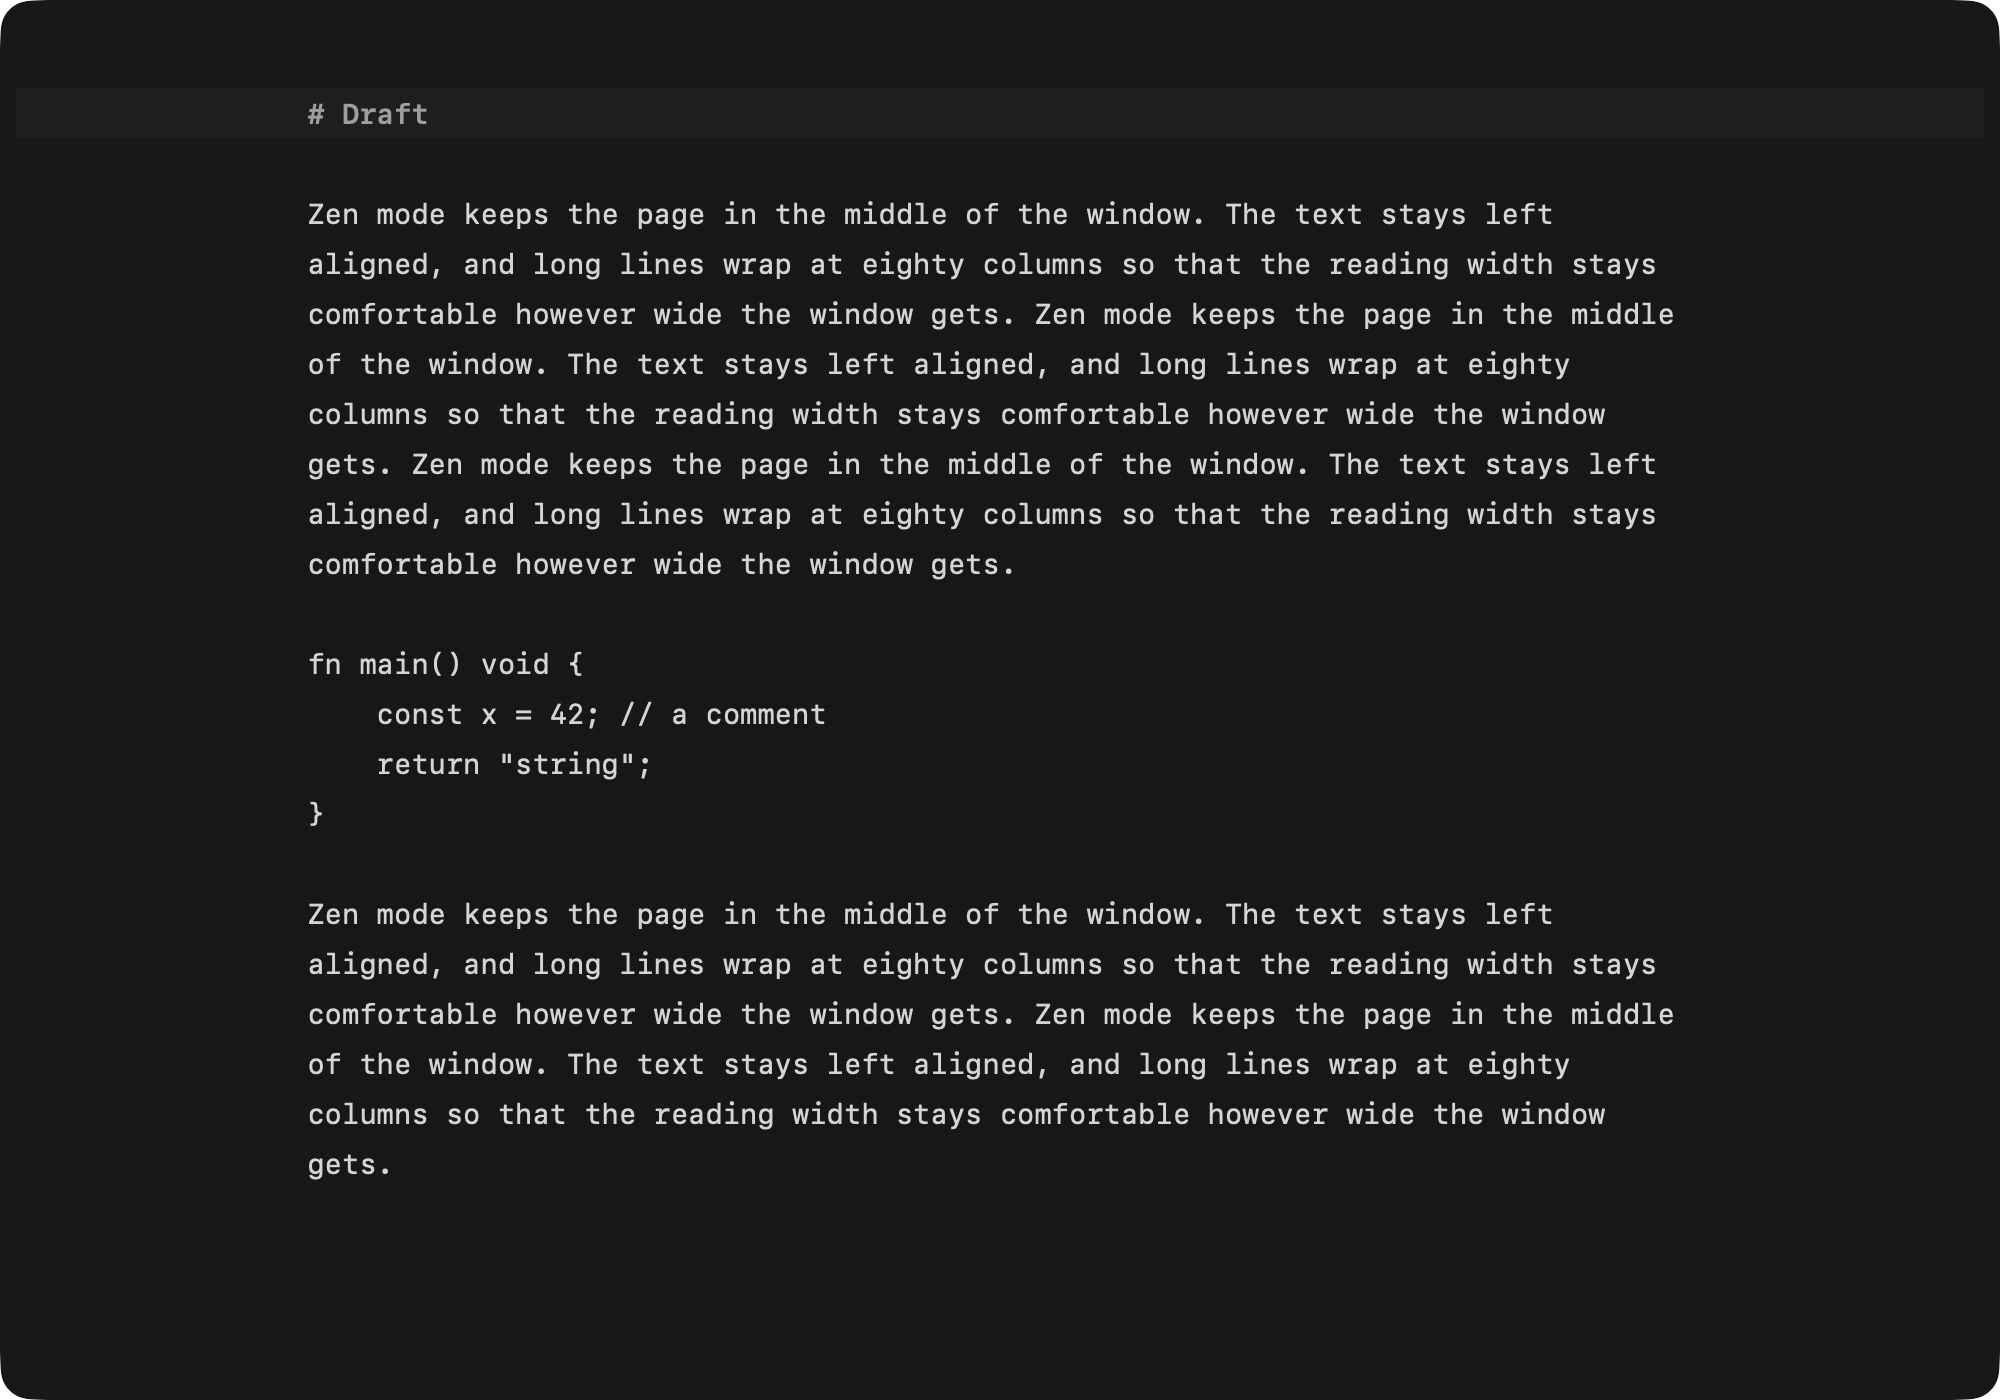 # Draft
Zen mode keeps the page in the middle of the window. The text stays left
aligned, and long lines wrap at eighty columns so that the reading width stays
comfortable however wide the window gets. Zen mode keeps the page in the middle
of the window. The text stays left aligned, and long lines wrap at eighty
columns so that the reading width stays comfortable however wide the window
gets. Zen mode keeps the page in the middle of the window. The text stays left
aligned, and long lines wrap at eighty columns so that the reading width stays
comfortable however wide the window gets.
fn main() void {
    const x = 42; // a comment
    return "string";
}
Zen mode keeps the page in the middle of the window. The text stays left
aligned, and long lines wrap at eighty columns so that the reading width stays
comfortable however wide the window gets. Zen mode keeps the page in the middle
of the window. The text stays left aligned, and long lines wrap at eighty
columns so that the reading width stays comfortable however wide the window
gets.